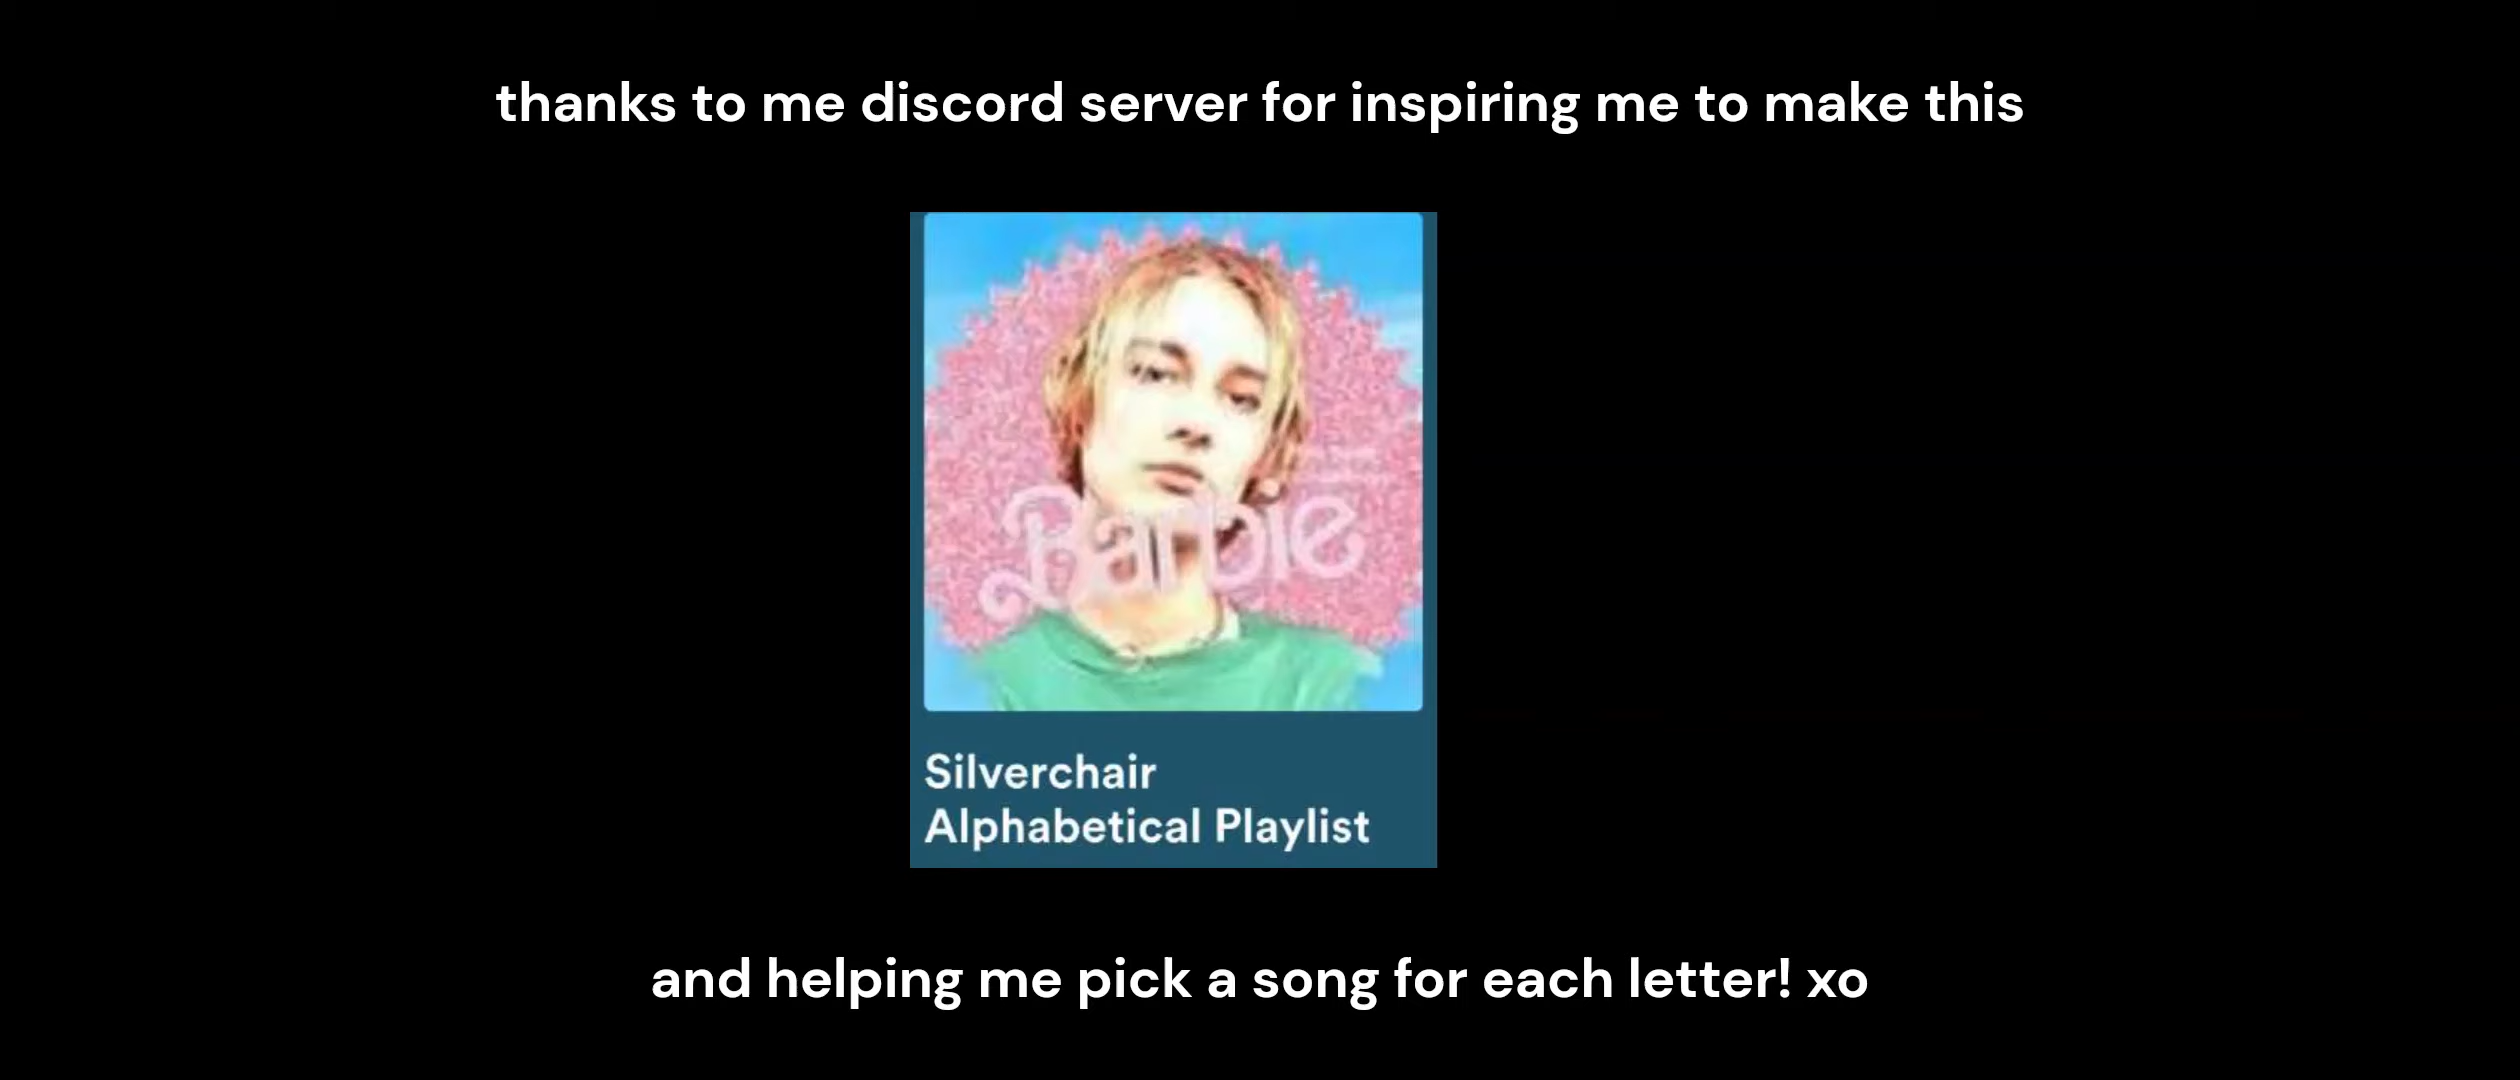 thanks to me discord server for inspiring me to make this
Barbie
Silverchair
Alphabetical Playlist
and helping me pick a song for each letter! xo